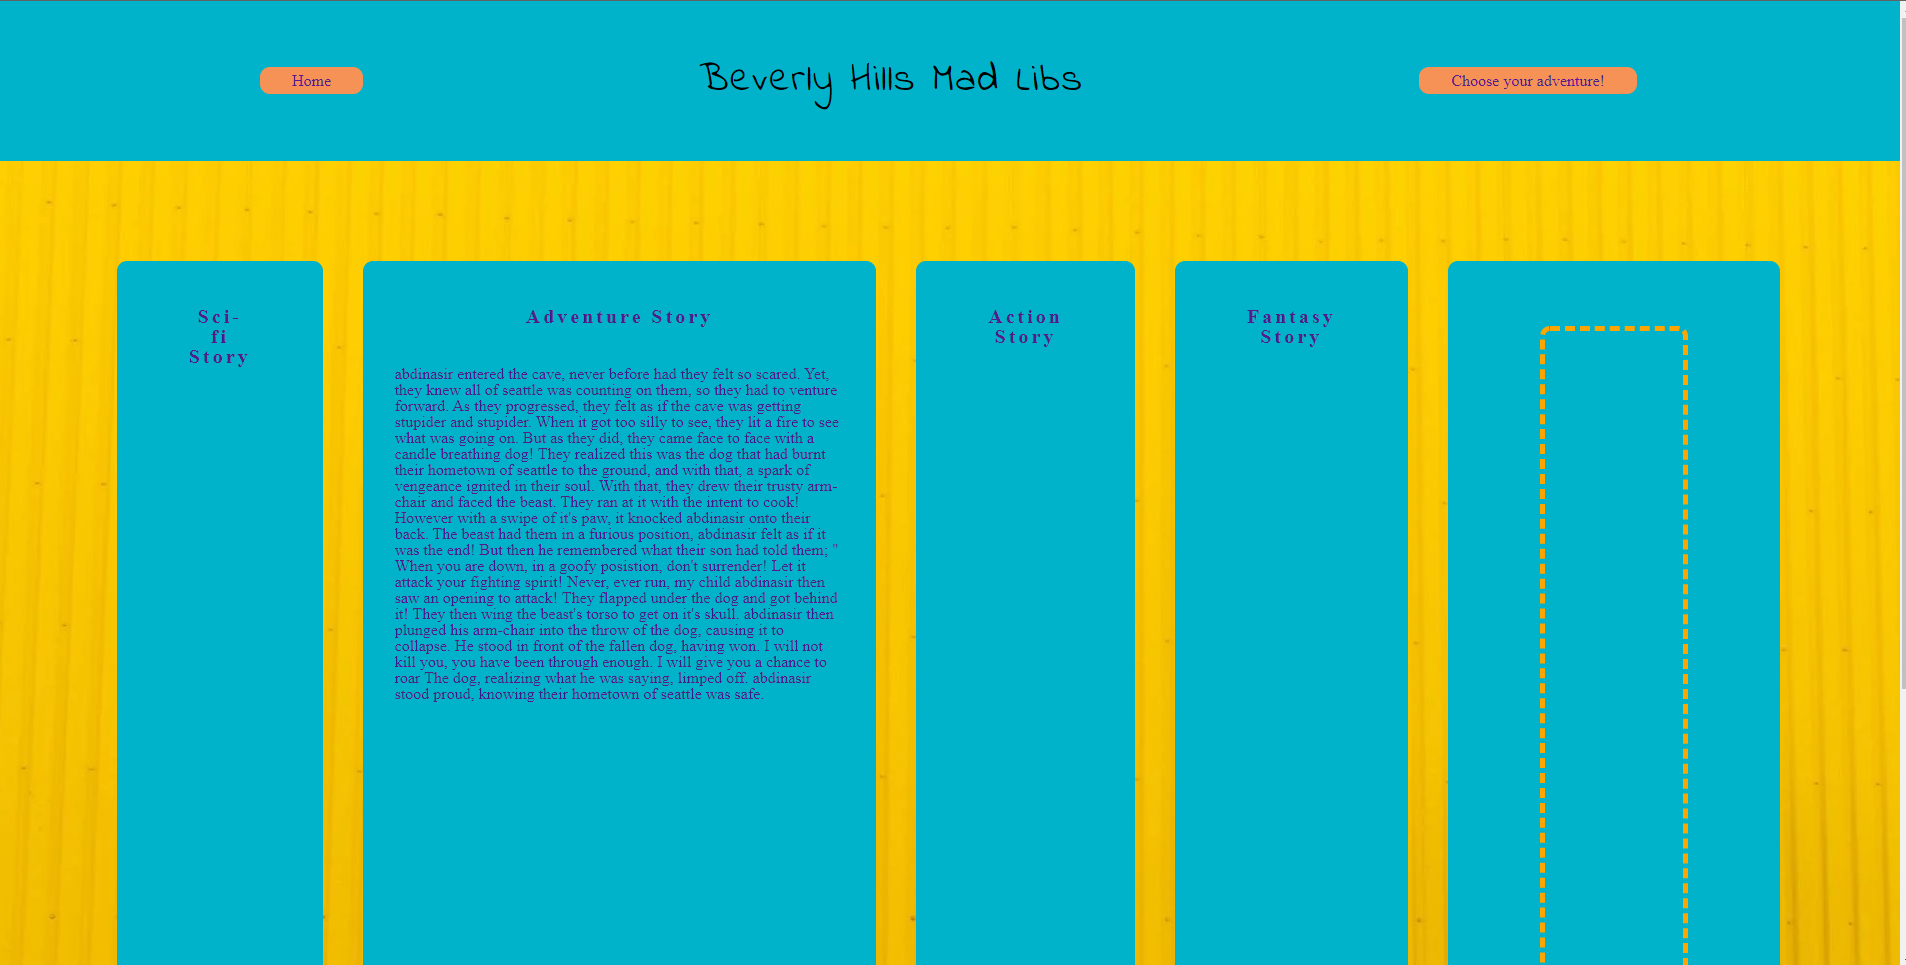 Home
Beverly Hills Mad Libs
Choose your adventure!
Sci-
fi
Story
Adventure Story
abdinasir entered the cave, never before had they felt so scared. Yet,
they knew all of seattle was counting on them, so they had to venture
forward. As they progressed, they felt as if the cave was getting
stupider and stupider. When it got too silly to see, they lit a fire to see
what was going on. But as they did, they came face to face with a
candle breathing dog! They realized this was the dog that had burnt
their hometown of seattle to the ground, and with that, a spark of
vengeance ignited in their soul. With that, they drew their trusty arm-
chair and faced the beast. They ran at it with the intent to cook!
However with a swipe of it's paw, it knocked abdinasir onto their
back. The beast had them in a furious position, abdinasir felt as if it
was the end! But then he remembered what their son had told them; "
When you are down, in a goofy posistion, don't surrender! Let it
attack your fighting spirit! Never, ever run, my child abdinasir then
saw an opening to attack! They flapped under the dog and got behind
it! They then wing the beast's torso to get on it's skull. abdinasir then
plunged his arm-chair into the throw of the dog, causing it to
collapse. He stood in front of the fallen dog, having won. I will not
kill you, you have been through enough. I will give you a chance to
roar The dog, realizing what he was saying, limped off. abdinasir
stood proud, knowing their hometown of seattle was safe.
Action
Story
Fantasy
Story